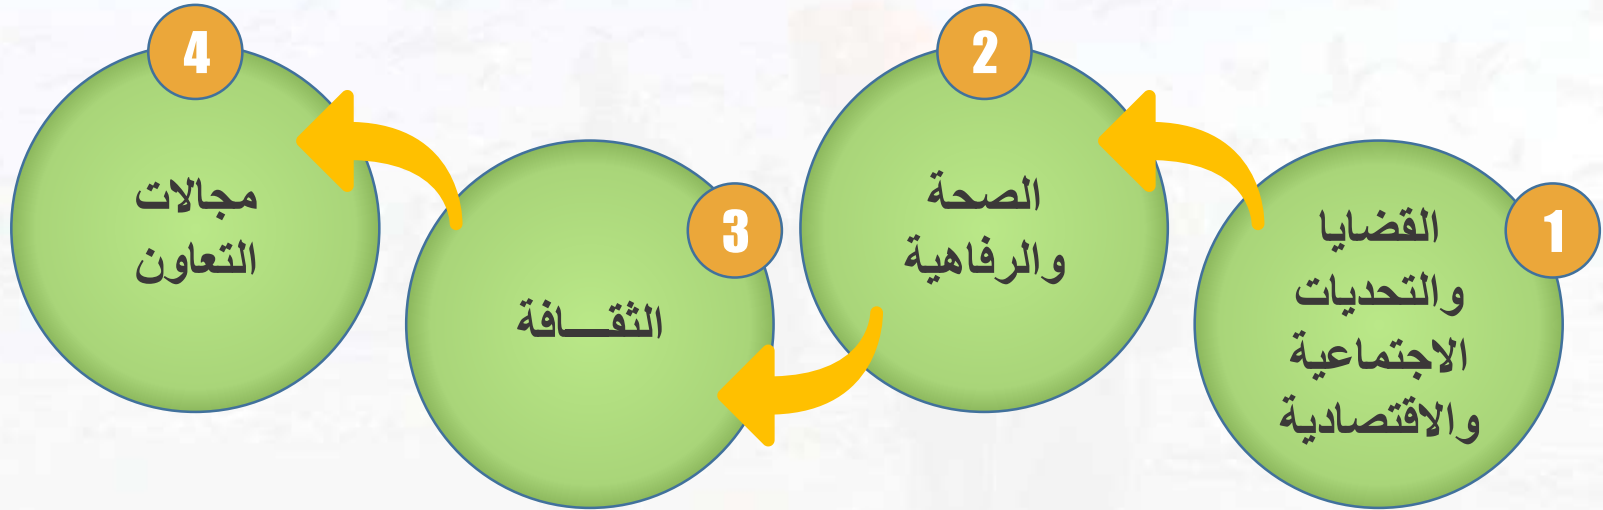 1
القضايا
والتحديات
الاجتماعية
والاقتصادية
2
الصحة
والرفاهية
3
الثقـــافة
4
مجالات
التعاون